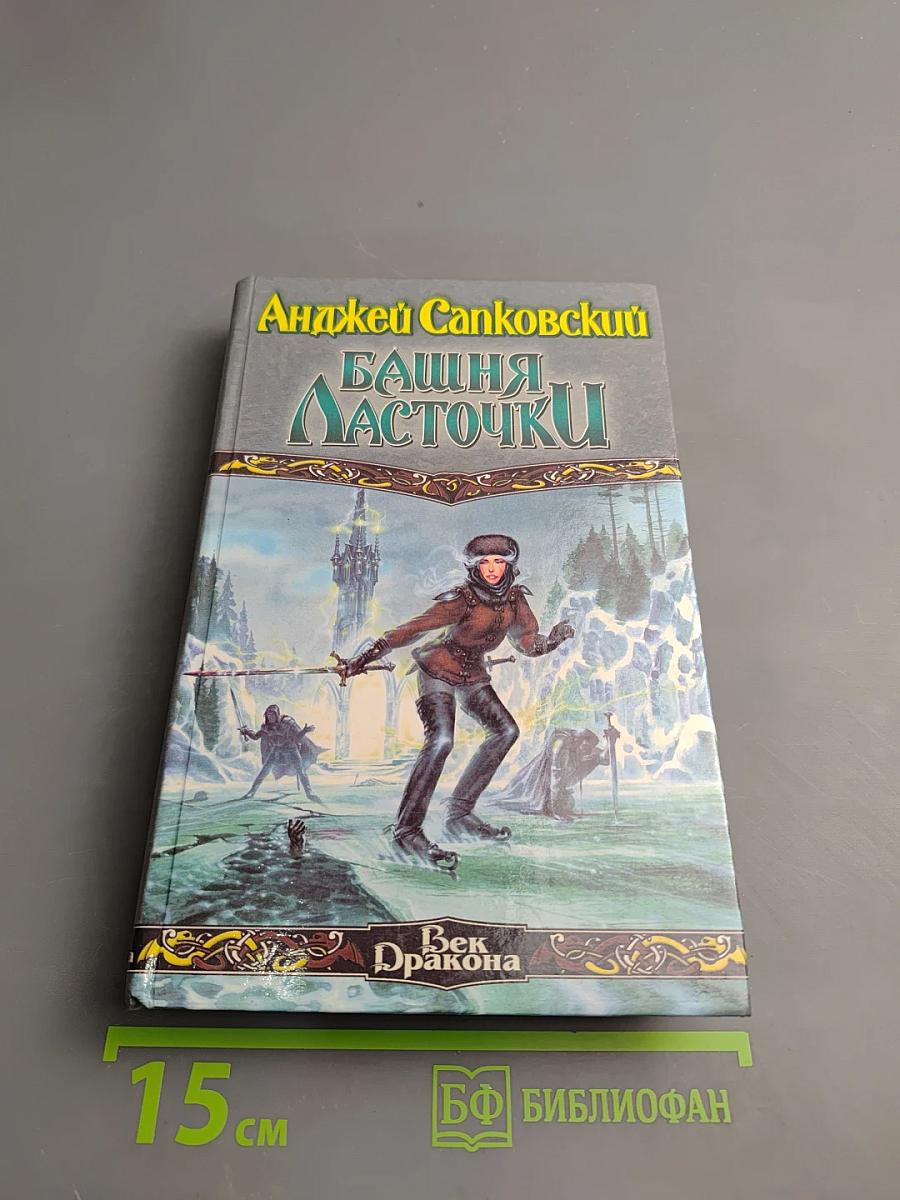 Анджей Сапковский
БАШНЯ
ЛАСТОЧКИ
Век
Дракона
15 см
БФ БИБЛИОФАН